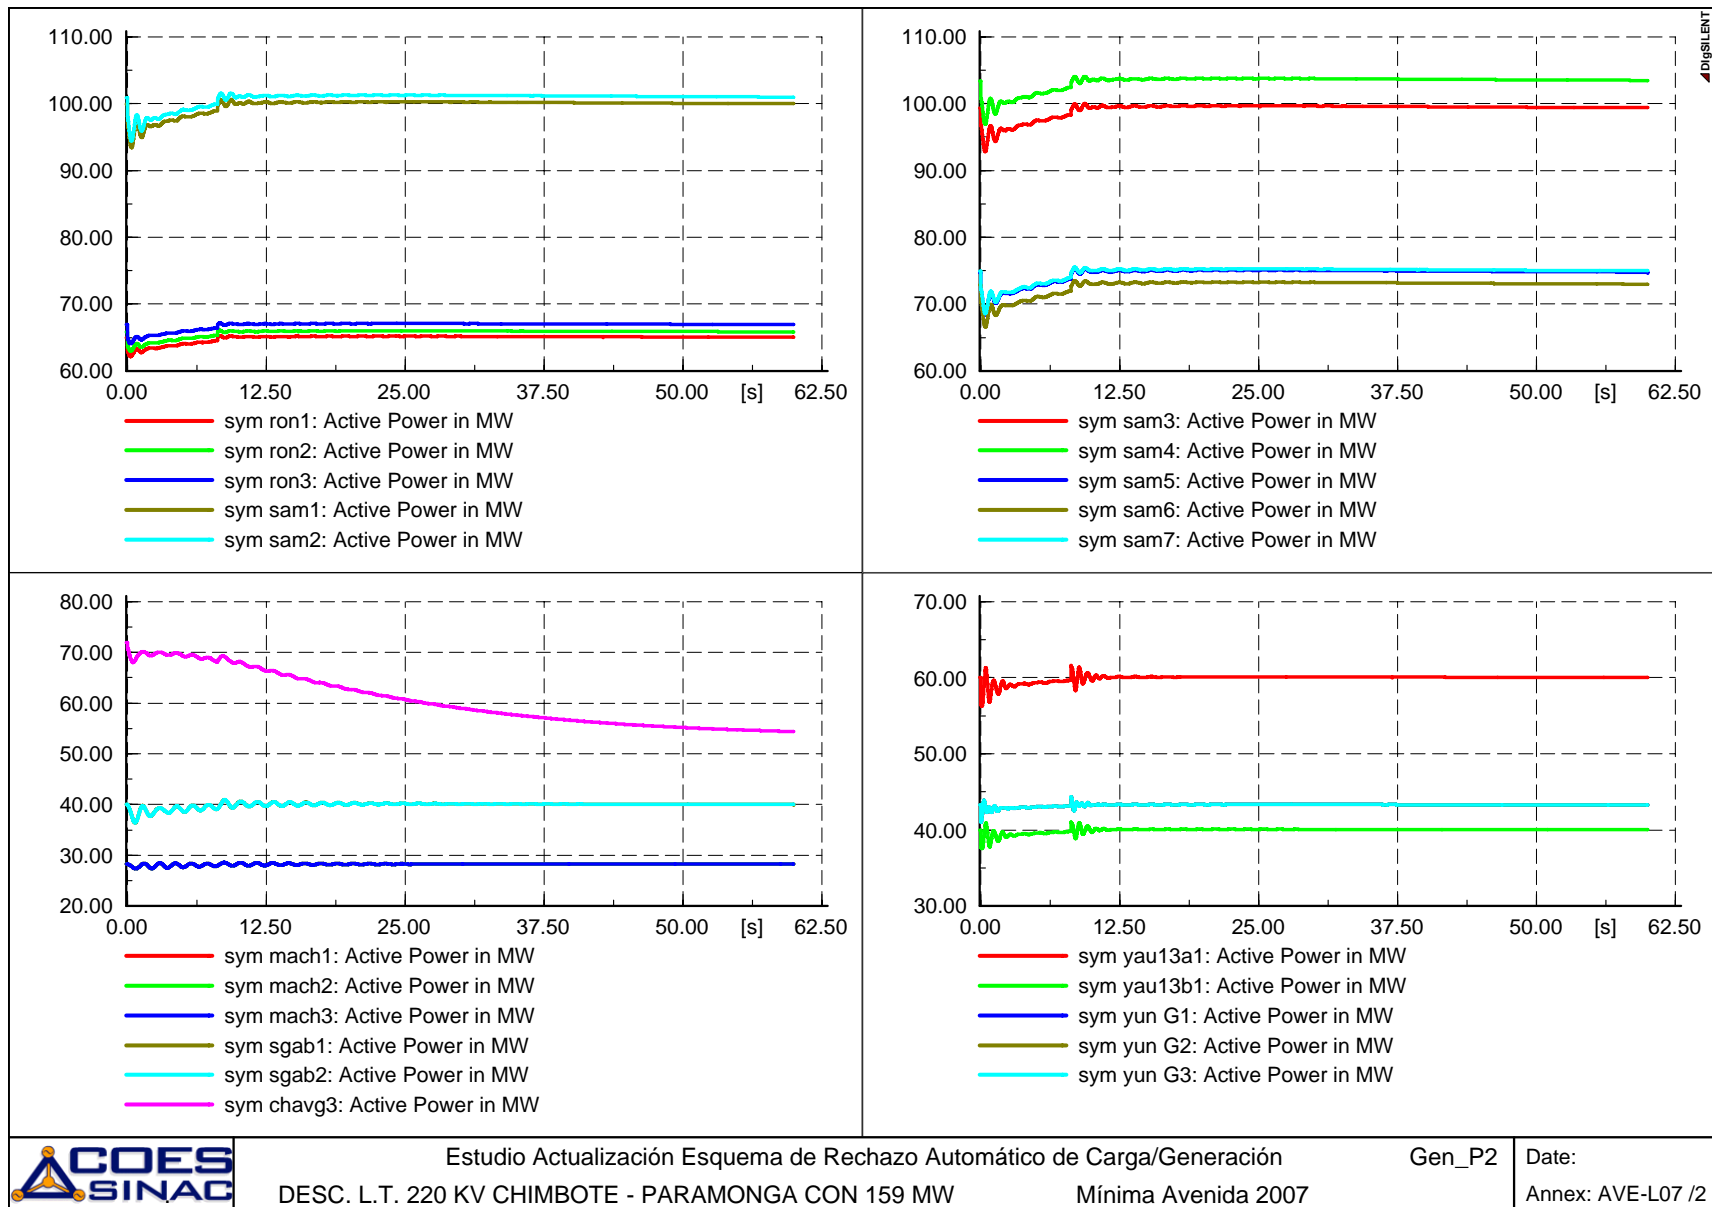 110.00
100.00
90.00
80.00
70.00
60.00
0.00 12.50 25.00 37.50 50.00 [s] 62.50
sym ron1: Active Power in MW
sym ron2: Active Power in MW
sym ron3: Active Power in MW
sym sam1: Active Power in MW
sym sam2: Active Power in MW
110.00
100.00
90.00
80.00
70.00
60.00
0.00 12.50 25.00 37.50 50.00 [s] 62.50
sym sam3: Active Power in MW
sym sam4: Active Power in MW
sym sam5: Active Power in MW
sym sam6: Active Power in MW
sym sam7: Active Power in MW
DIgSILENT
80.00
70.00
60.00
50.00
40.00
30.00
20.00
0.00 12.50 25.00 37.50 50.00 [s] 62.50
sym mach1: Active Power in MW
sym mach2: Active Power in MW
sym mach3: Active Power in MW
sym sgab1: Active Power in MW
sym sgab2: Active Power in MW
sym chavg3: Active Power in MW
70.00
60.00
50.00
40.00
30.00
0.00 12.50 25.00 37.50 50.00 [s] 62.50
sym yau13a1: Active Power in MW
sym yau13b1: Active Power in MW
sym yun G1: Active Power in MW
sym yun G2: Active Power in MW
sym yun G3: Active Power in MW
COES
SINAC
Estudio Actualización Esquema de Rechazo Automático de Carga/Generación Gen_P2
DESC. L.T. 220 KV CHIMBOTE - PARAMONGA CON 159 MW Mínima Avenida 2007
Date:
Annex: AVE-L07 /2